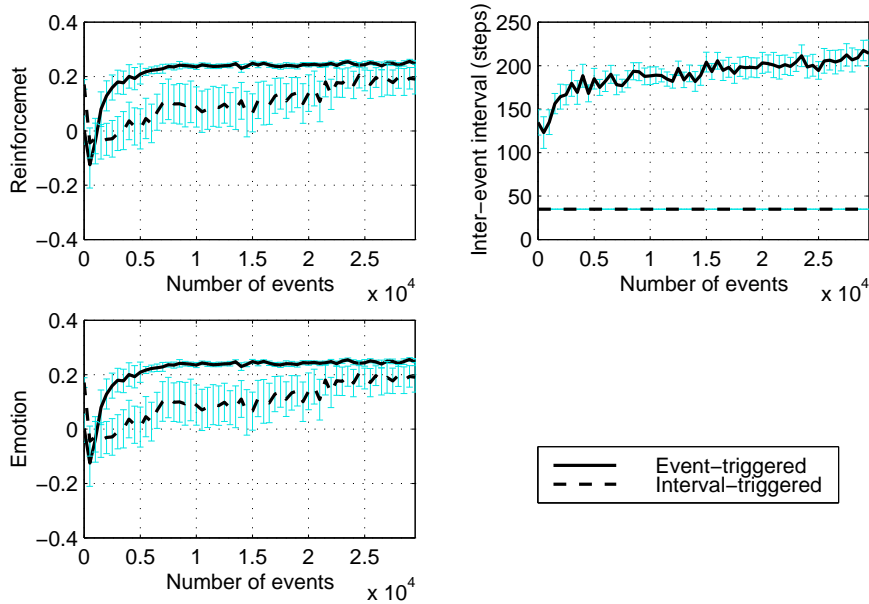 0.4
0.2
0
−0.2
−0.4
Reinforcemet
0 0.5 1 1.5 2 2.5
Number of events
x 10^4
250
200
150
100
50
0
Inter−event interval (steps)
0 0.5 1 1.5 2 2.5
Number of events
x 10^4
0.4
0.2
0
−0.2
−0.4
Emotion
0 0.5 1 1.5 2 2.5
Number of events
x 10^4
Event−triggered
Interval−triggered